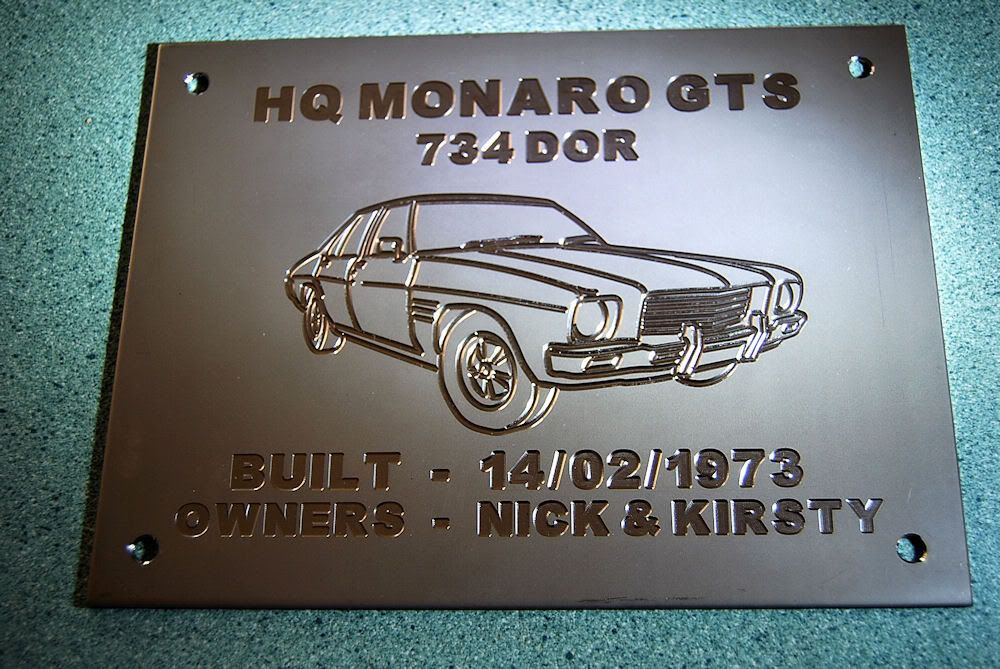 HQ MONARO GTS
734 DOR
BUILT - 14/02/1973
OWNERS - NICK & KIRSTY